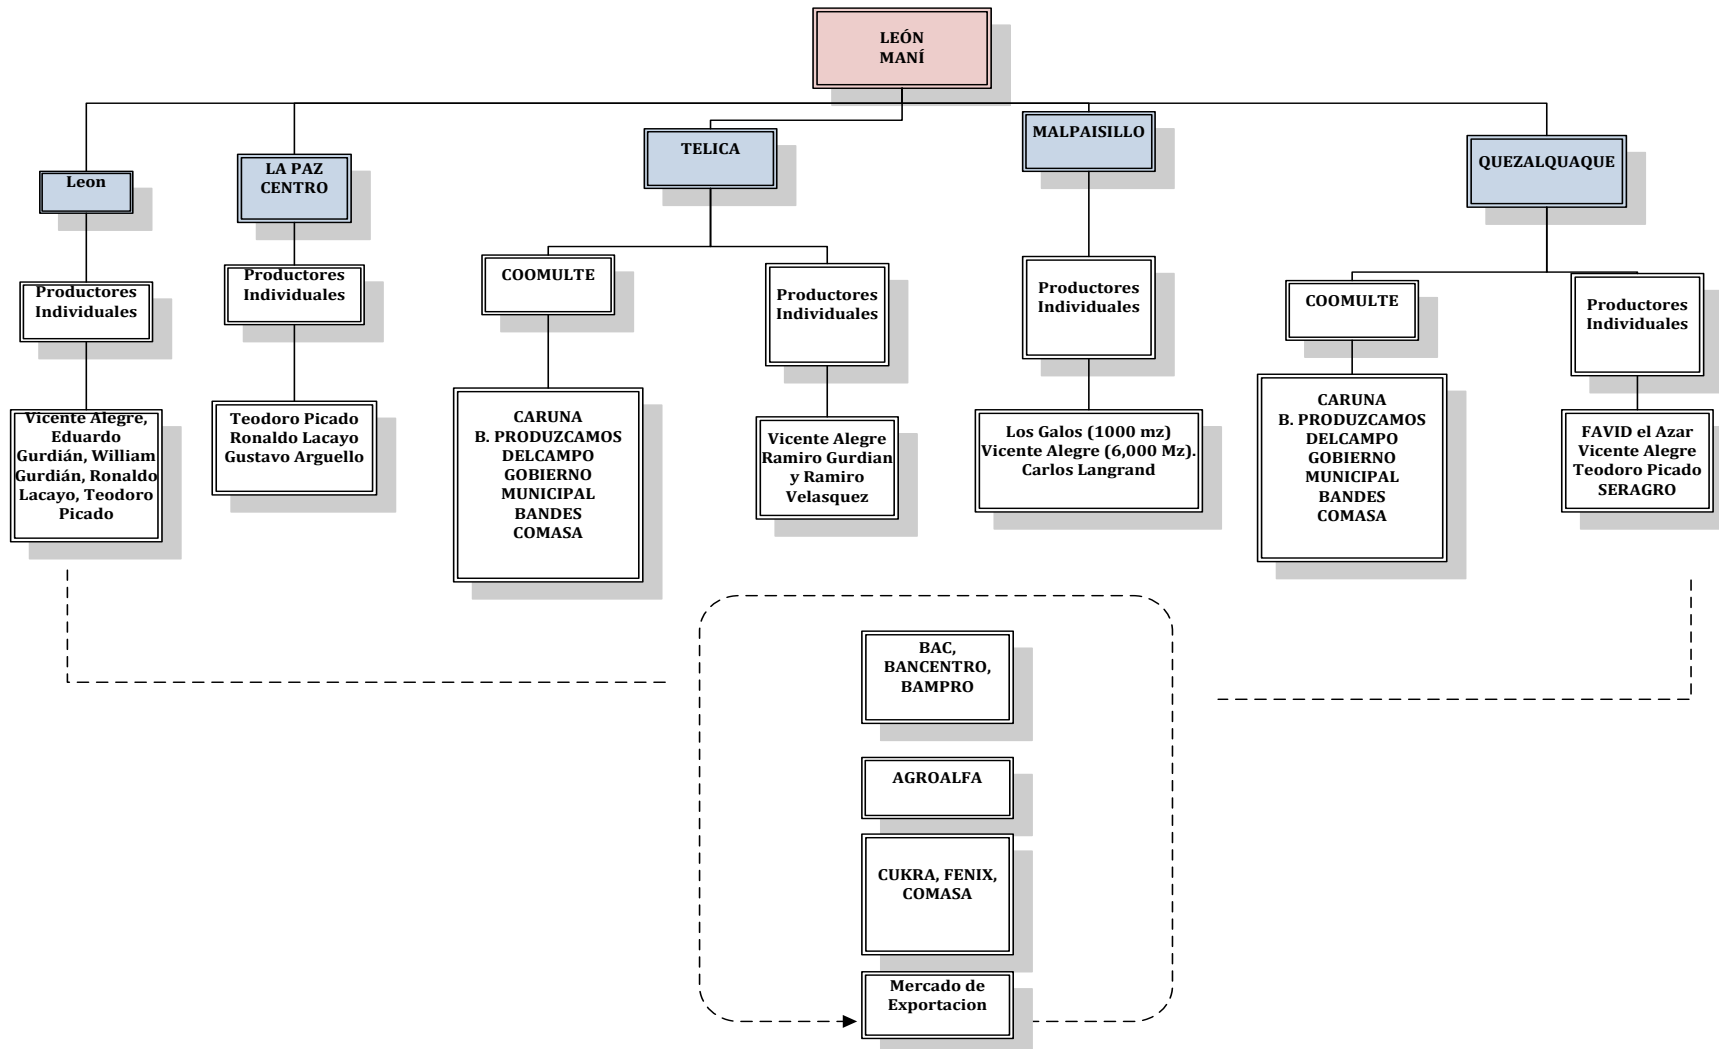 LEÓN
MANÍ
Leon
LA PAZ
CENTRO
TELICA
MALPAISILLO
QUEZALQUAQUE
Productores
Individuales
Productores
Individuales
COOMULTE
Productores
Individuales
Productores
Individuales
COOMULTE
Productores
Individuales
Vicente Alegre,
Eduardo
Gurdián, William
Gurdián, Ronaldo
Lacayo, Teodoro
Picado
Teodoro Picado
Ronaldo Lacayo
Gustavo Arguello
CARUNA
B. PRODUZCAMOS
DELCAMPO
GOBIERNO
MUNICIPAL
BANDES
COMASA
Vicente Alegre
Ramiro Gurdian
y Ramiro
Velasquez
Los Galos (1000 mz)
Vicente Alegre (6,000 Mz).
Carlos Langrand
CARUNA
B. PRODUZCAMOS
DELCAMPO
GOBIERNO
MUNICIPAL
BANDES
COMASA
FAVID el Azar
Vicente Alegre
Teodoro Picado
SERAGRO
BAC,
BANCENTRO,
BAMPRO
AGROALFA
CUKRA, FENIX,
COMASA
Mercado de
Exportacion